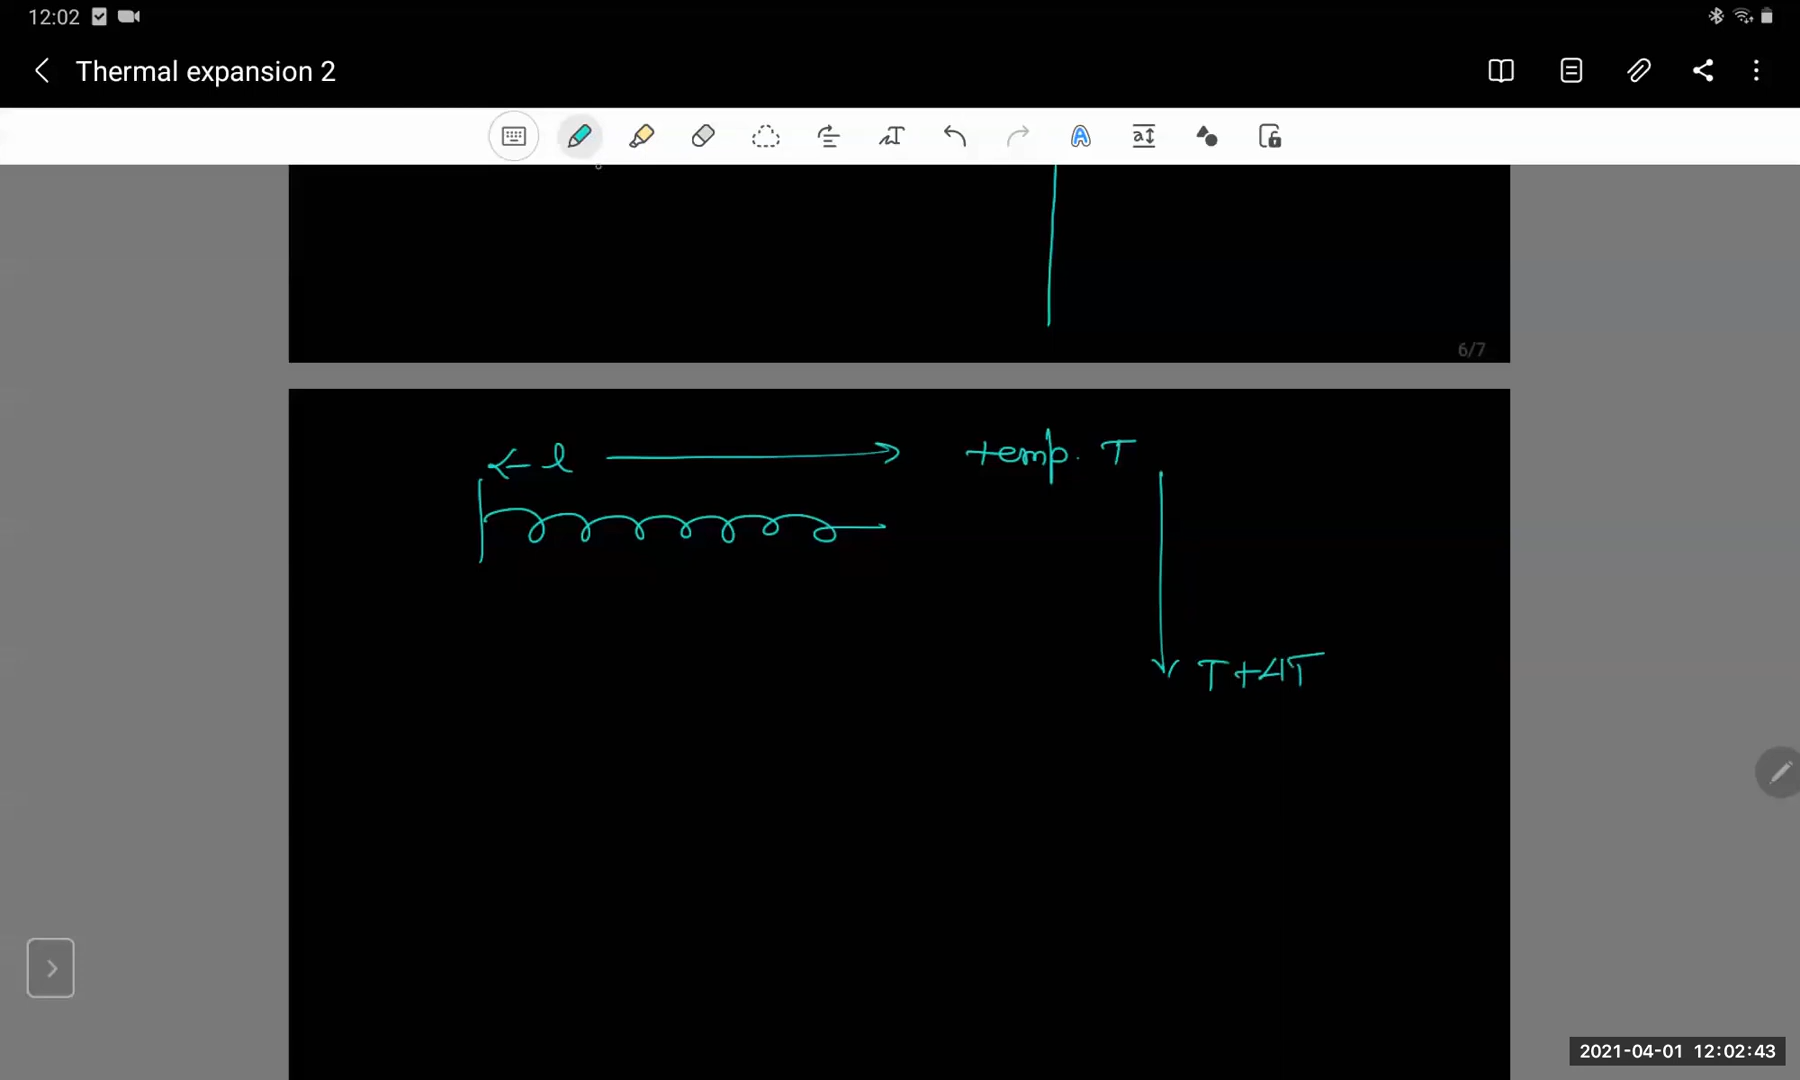 12:02
Thermal expansion 2
6/7
← l → temp. T
T+ΔT
2021-04-01 12:02:43